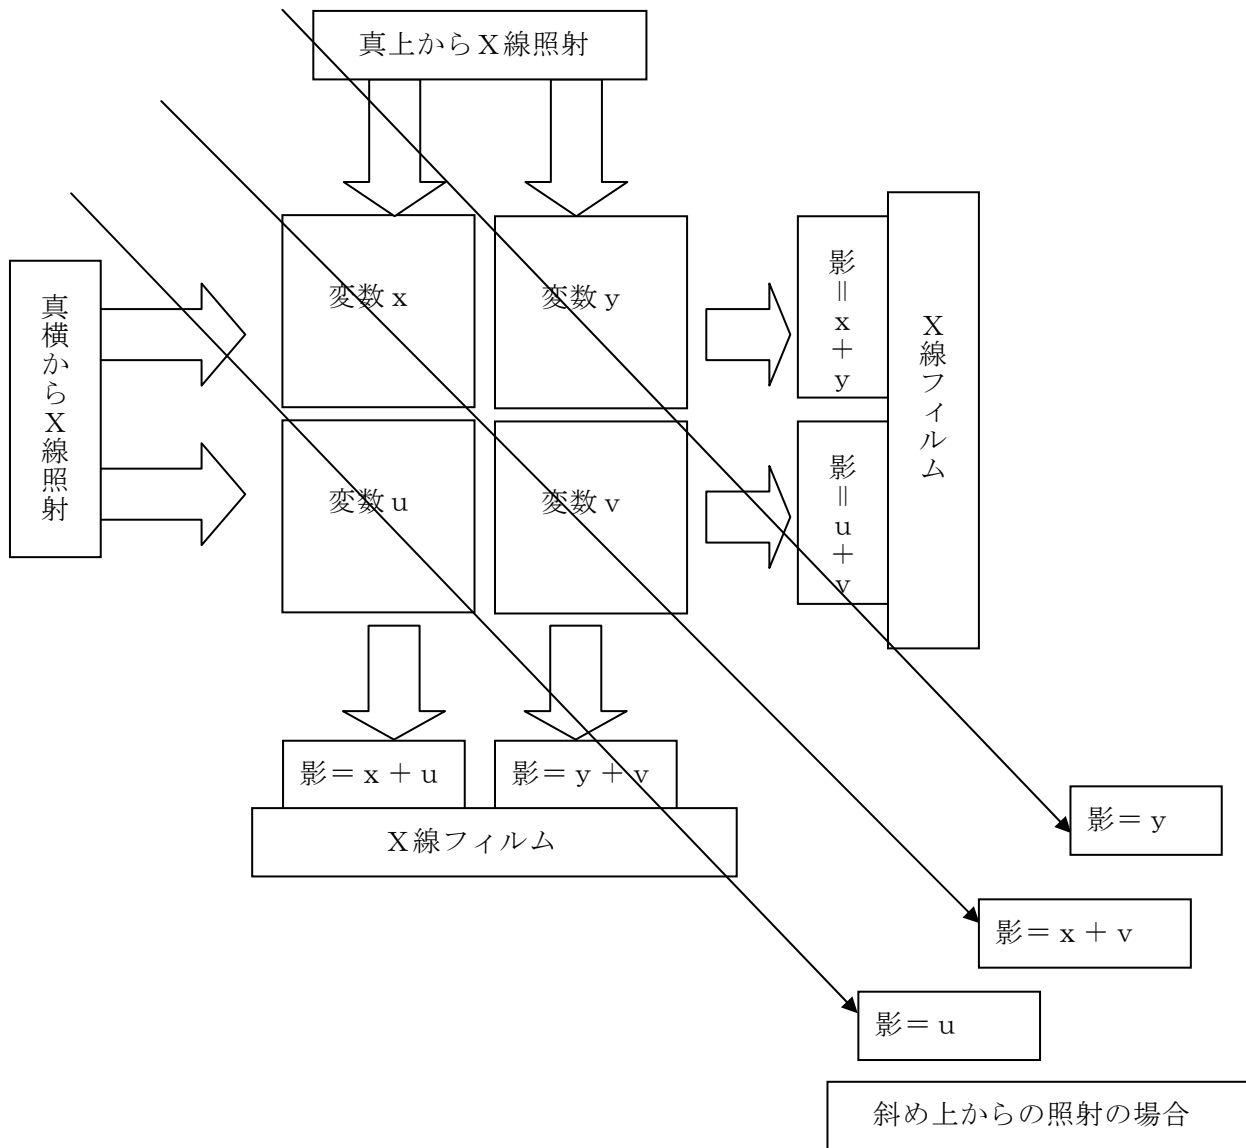 真上からＸ線照射
真横からＸ線照射
変数ｘ
変数ｙ
影＝ｘ＋ｙ
Ｘ線フィルム
変数ｕ
変数ｖ
影＝ｕ＋ｖ
影＝ｘ＋ｕ
影＝ｙ＋ｖ
Ｘ線フィルム
影＝ｙ
影＝ｘ＋ｖ
影＝ｕ
斜め上からの照射の場合